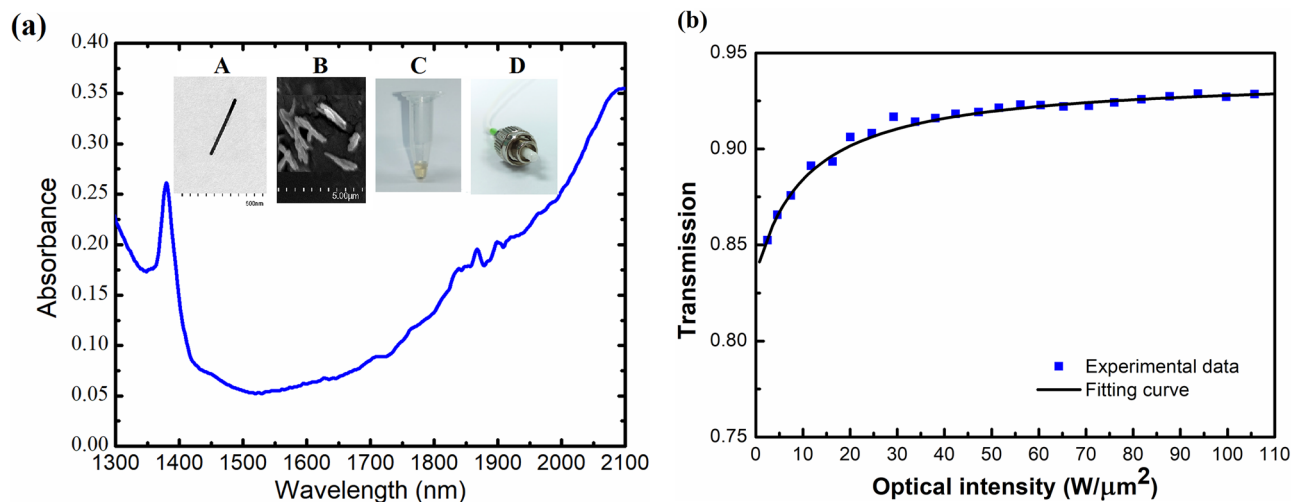 (a)
0.40
0.35
0.30
0.25
0.20
0.15
0.10
0.05
0.00
Absorbance
A B C D
500nm
5.00μm
1300 1400 1500 1600 1700 1800 1900 2000 2100
Wavelength (nm)
(b)
0.95
0.90
0.85
0.80
0.75
Transmission
Experimental data
Fitting curve
0 10 20 30 40 50 60 70 80 90 100 110
Optical intensity (W/μm²)